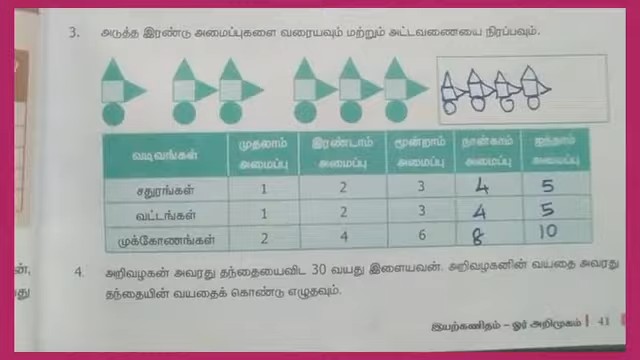 3. அடுத்த இரண்டு அமைப்புகளை வரையவும் மற்றும் அட்டவணையை நிரப்பவும்.
வடிவங்கள் முதலாம் அமைப்பு இரண்டாம் அமைப்பு மூன்றாம் அமைப்பு நான்காம் அமைப்பு ஐந்தாம் அமைப்பு
சதுரங்கள் 1 2 3 4 5
வட்டங்கள் 1 2 3 4 5
முக்கோணங்கள் 2 4 6 8 10
4. அறிவழகன் அவரது தந்தையைவிட 30 வயது இளையவன். அறிவழகனின் வயதை அவரது
தந்தையின் வயதைக் கொண்டு எழுதவும்.
இயற்கணிதம் – ஓர் அறிமுகம் 41